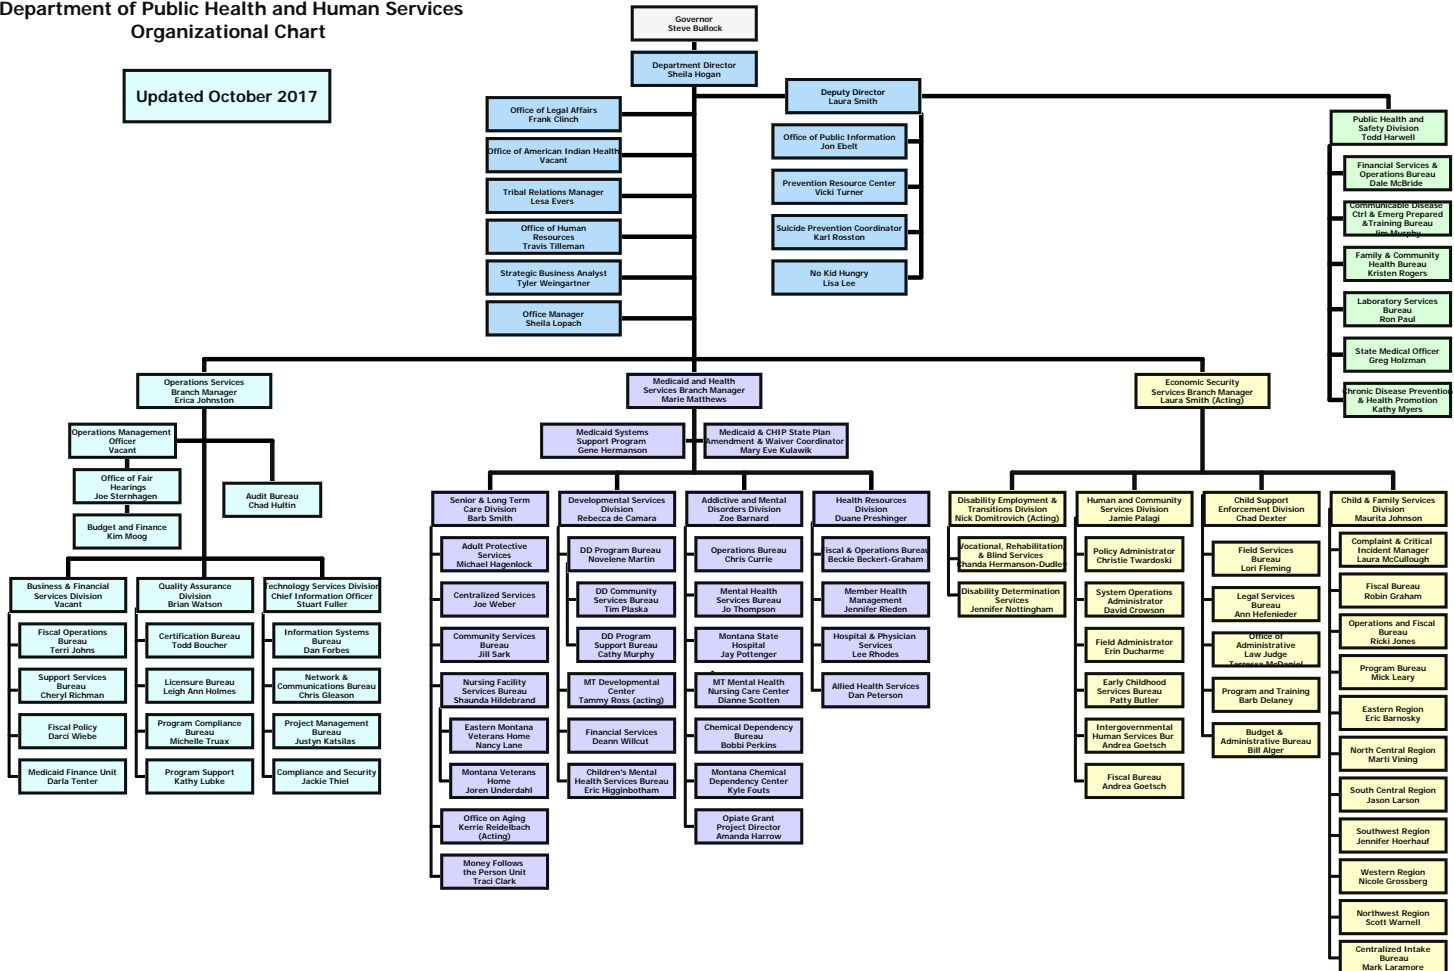 Department of Public Health and Human Services
Organizational Chart
Updated October 2017
Governor
Steve Bullock
Department Director
Sheila Hogan
Deputy Director
Laura Smith
Office of Legal Affairs
Frank Clinch
Office of American Indian Health
Vacant
Tribal Relations Manager
Lesa Evers
Office of Human
Resources
Travis Tilleman
Strategic Business Analyst
Tyler Weingartner
Office Manager
Sheila Lopach
Office of Public Information
Jon Ebelt
Prevention Resource Center
Vicki Turner
Suicide Prevention Coordinator
Karl Rosston
No Kid Hungry
Lisa Lee
Public Health and
Safety Division
Todd Harwell
Financial Services &
Operations Bureau
Dale McBride
Communicable Disease
Ctrl & Emerg Prepared
&Training Bureau
Jim Murphy
Family & Community
Health Bureau
Kristen Rogers
Laboratory Services
Bureau
Ron Paul
State Medical Officer
Greg Holzman
Chronic Disease Prevention
& Health Promotion
Kathy Myers
Operations Services
Branch Manager
Erica Johnston
Operations Management
Officer
Vacant
Office of Fair
Hearings
Joe Sternhagen
Budget and Finance
Kim Moog
Audit Bureau
Chad Hultin
Business & Financial
Services Division
Vacant
Fiscal Operations
Bureau
Terri Johns
Support Services
Bureau
Cheryl Richman
Fiscal Policy
Darci Wiebe
Medicaid Finance Unit
Darla Tenter
Quality Assurance
Division
Brian Watson
Certification Bureau
Todd Boucher
Licensure Bureau
Leigh Ann Holmes
Program Compliance
Bureau
Michelle Truax
Program Support
Kathy Lubke
Technology Services Division
Chief Information Officer
Stuart Fuller
Information Systems
Bureau
Dan Forbes
Network &
Communications Bureau
Chris Gleason
Project Management
Bureau
Justyn Katsilas
Compliance and Security
Jackie Thiel
Medicaid and Health
Services Branch Manager
Marie Matthews
Medicaid Systems
Support Program
Gene Hermanson
Medicaid & CHIP State Plan
Amendment & Waiver Coordinator
Mary Eve Kulawik
Senior & Long Term
Care Division
Barb Smith
Adult Protective
Services
Michael Hagenlock
Centralized Services
Joe Weber
Community Services
Bureau
Jill Sark
Nursing Facility
Services Bureau
Shaunda Hildebrand
Eastern Montana
Veterans Home
Nancy Lane
Montana Veterans
Home
Joren Underdahl
Office on Aging
Kerrie Reidelbach
(Acting)
Money Follows
the Person Unit
Traci Clark
Developmental Services
Division
Rebecca de Camara
DD Program Bureau
Novelene Martin
DD Community
Services Bureau
Tim Plaska
DD Program
Support Bureau
Cathy Murphy
MT Developmental
Center
Tammy Ross (acting)
Financial Services
Deann Willcut
Children's Mental
Health Services Bureau
Eric Higginbotham
Addictive and Mental
Disorders Division
Zoe Barnard
Operations Bureau
Chris Currie
Mental Health
Services Bureau
Jo Thompson
Montana State
Hospital
Jay Pottenger
MT Mental Health
Nursing Care Center
Dianne Scotten
Chemical Dependency
Bureau
Bobbi Perkins
Montana Chemical
Dependency Center
Kyle Fouts
Opiate Grant
Project Director
Amanda Harrow
Health Resources
Division
Duane Preshinger
Fiscal & Operations Bureau
Beckie Beckert-Graham
Member Health
Management
Jennifer Rieden
Hospital & Physician
Services
Lee Rhodes
Allied Health Services
Dan Peterson
Economic Security
Services Branch Manager
Laura Smith (Acting)
Disability Employment &
Transitions Division
Nick Domitrovich (Acting)
Vocational, Rehabilitation,
& Blind Services
Chanda Hermanson-Dudley
Disability Determination
Services
Jennifer Nottingham
Human and Community
Services Division
Jamie Palagi
Policy Administrator
Christie Twardoski
System Operations
Administrator
David Crowson
Field Administrator
Erin Ducharme
Early Childhood
Services Bureau
Patty Butler
Intergovernmental
Human Services Bur
Andrea Goetsch
Fiscal Bureau
Andrea Goetsch
Child Support
Enforcement Division
Chad Dexter
Field Services
Bureau
Lori Fleming
Legal Services
Bureau
Ann Hefenieder
Office of
Administrative
Law Judge
Terressa McDaniel
Program and Training
Barb Delaney
Budget &
Administrative Bureau
Bill Alger
Child & Family Services
Division
Maurita Johnson
Complaint & Critical
Incident Manager
Laura McCullough
Fiscal Bureau
Robin Graham
Operations and Fiscal
Bureau
Ricki Jones
Program Bureau
Mick Leary
Eastern Region
Eric Barnosky
North Central Region
Marti Vining
South Central Region
Jason Larson
Southwest Region
Jennifer Hoerhauf
Western Region
Nicole Grossberg
Northwest Region
Scott Warnell
Centralized Intake
Bureau
Mark Laramore